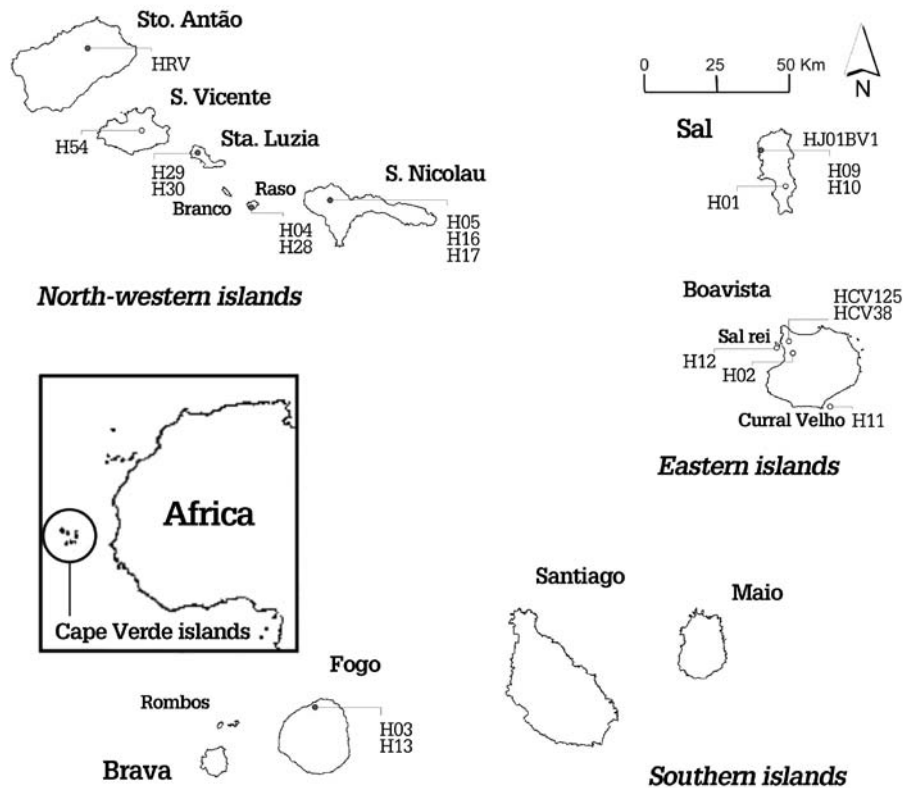 Sto. Antão
HRV
S. Vicente
H54
Sta. Luzia
H29
H30
Branco
Raso
H04
H28
S. Nicolau
H05
H16
H17
North-western islands
0 25 50 Km
N
Sal
HJ01BV1
H09
H10
H01
Boavista
HCV125
HCV38
Sal rei
H12
H02
Curral Velho
H11
Eastern islands
Africa
Cape Verde islands
Santiago
Maio
Fogo
H03
H13
Rombos
Brava
Southern islands